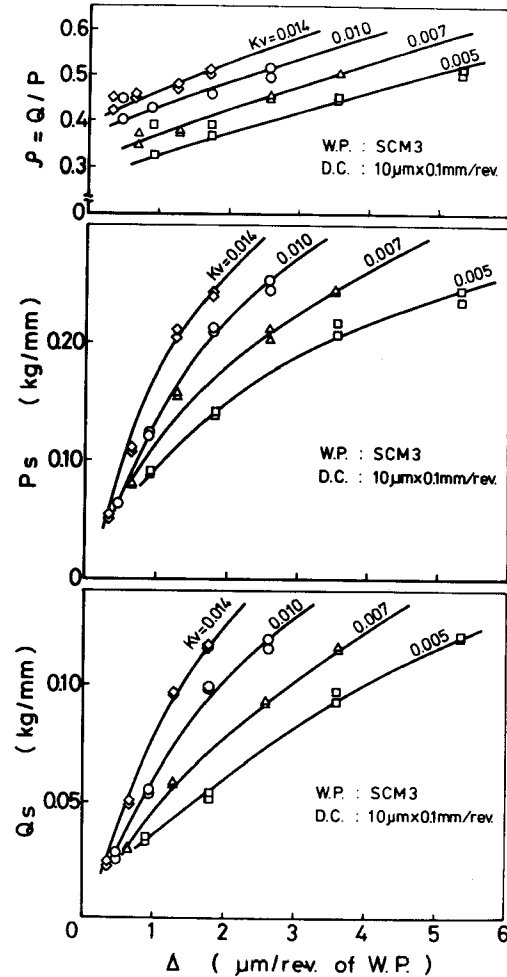 0.6
0.5
0.4
0.3
0
ρ = Q / P
Kv=0.014
0.010
0.007
0.005
W.P. : SCM3
D.C. : 10μm×0.1mm/rev.
0
0.20
0.10
0
Ps ( kg/mm )
Kv=0.014
0.010
0.007
0.005
W.P. : SCM3
D.C. : 10μm×0.1mm/rev.
0.10
0.05
0
Qs ( kg/mm )
Kv=0.014
0.010
0.007
0.005
W.P. : SCM3
D.C. : 10μm×0.1mm/rev.
0 1 2 3 4 5 6
Δ ( μm/rev. of W.P. )